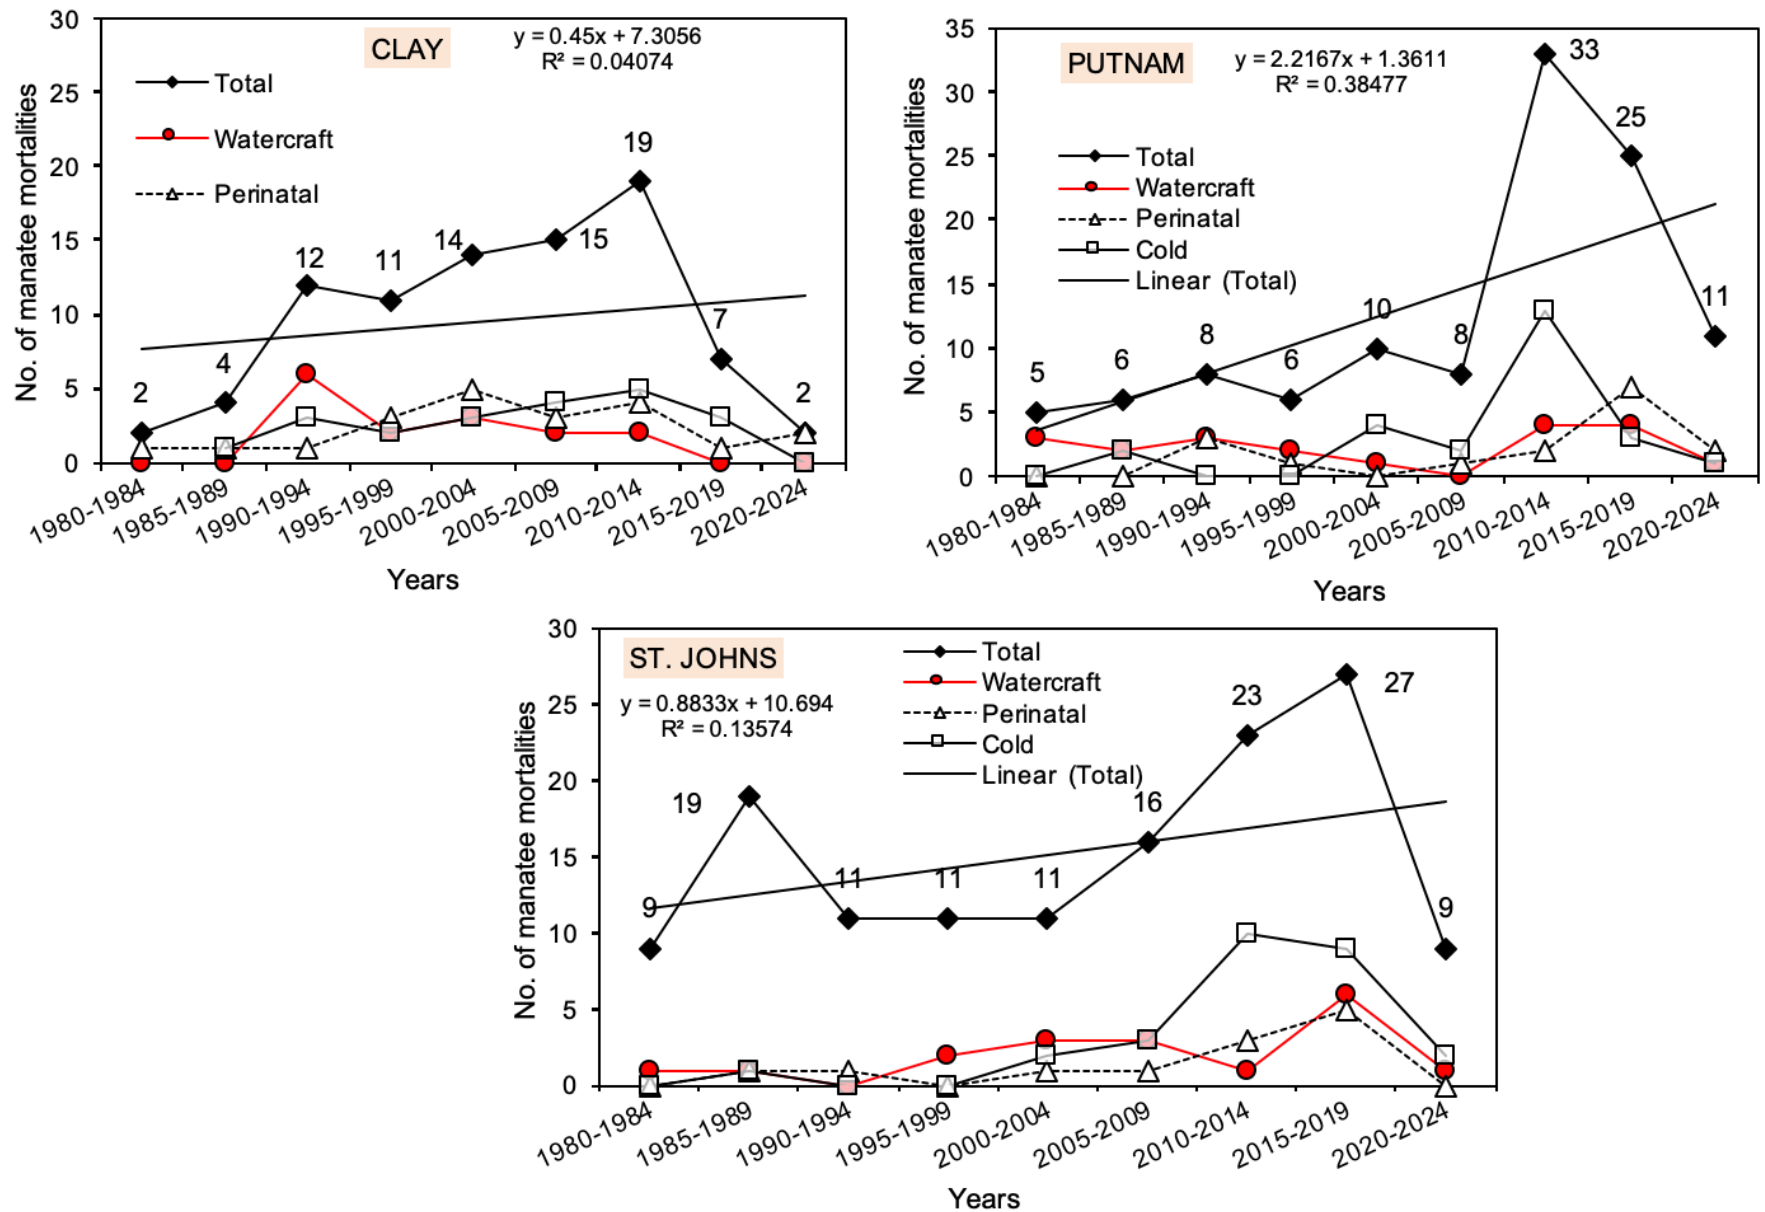 CLAY
y = 0.45x + 7.3056
R² = 0.04074
Total
Watercraft
Perinatal
No. of manatee mortalities
30
25
20
15
10
5
0
2
4
12
11
14
15
19
7
2
1980-1984
1985-1989
1990-1994
1995-1999
2000-2004
2005-2009
2010-2014
2015-2019
2020-2024
Years
PUTNAM
y = 2.2167x + 1.3611
R² = 0.38477
Total
Watercraft
Perinatal
Cold
Linear (Total)
No. of manatee mortalities
35
30
25
20
15
10
5
0
5
6
8
6
10
8
33
25
11
1980-1984
1985-1989
1990-1994
1995-1999
2000-2004
2005-2009
2010-2014
2015-2019
2020-2024
Years
ST. JOHNS
y = 0.8833x + 10.694
R² = 0.13574
Total
Watercraft
Perinatal
Cold
Linear (Total)
No. of manatee mortalities
30
25
20
15
10
5
0
9
19
11
11
11
16
23
27
9
1980-1984
1985-1989
1990-1994
1995-1999
2000-2004
2005-2009
2010-2014
2015-2019
2020-2024
Years